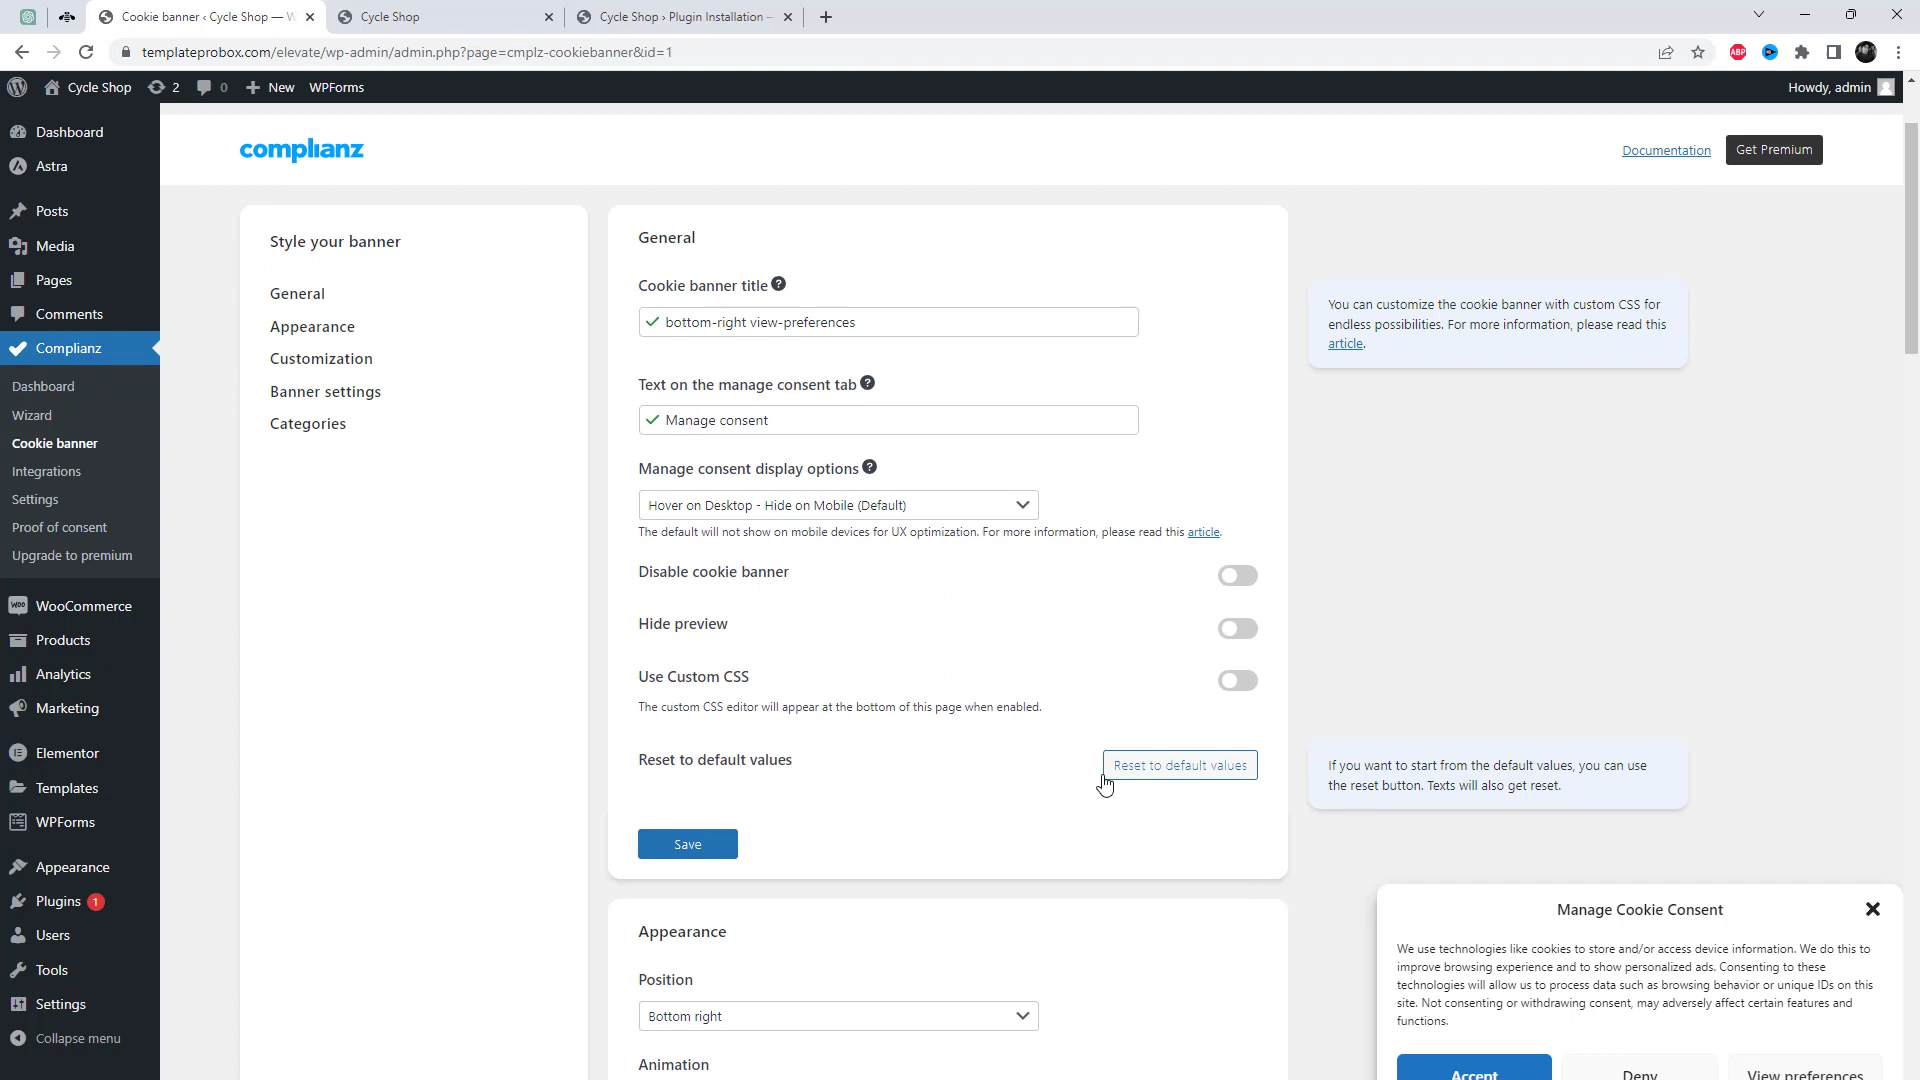 Cookie banner ‹ Cycle Shop — W
Cycle Shop
Cycle Shop › Plugin Installation —
templateprobox.com/elevate/wp-admin/admin.php?page=cmplz-cookiebanner&id=1
ABP
Cycle Shop
2
0
New
WPForms
Howdy, admin
Dashboard
Astra
Posts
Media
Pages
Comments
Complianz
Dashboard
Wizard
Cookie banner
Integrations
Settings
Proof of consent
Upgrade to premium
WooCommerce
Products
Analytics
Marketing
Elementor
Templates
WPForms
Appearance
Plugins 1
Users
Tools
Settings
Collapse menu
complianz
Documentation
Get Premium
Style your banner
General
Appearance
Customization
Banner settings
Categories
General
Cookie banner title
bottom-right view-preferences
Text on the manage consent tab
Manage consent
Manage consent display options
Hover on Desktop - Hide on Mobile (Default)
The default will not show on mobile devices for UX optimization. For more information, please read this article.
Disable cookie banner
Hide preview
Use Custom CSS
The custom CSS editor will appear at the bottom of this page when enabled.
Reset to default values
Reset to default values
Save
Appearance
Position
Bottom right
Animation
You can customize the cookie banner with custom CSS for
endless possibilities. For more information, please read this
article.
If you want to start from the default values, you can use
the reset button. Texts will also get reset.
Manage Cookie Consent
We use technologies like cookies to store and/or access device information. We do this to
improve browsing experience and to show personalized ads. Consenting to these
technologies will allow us to process data such as browsing behavior or unique IDs on this
site. Not consenting or withdrawing consent, may adversely affect certain features and
functions.
Accept
Deny
View preferences